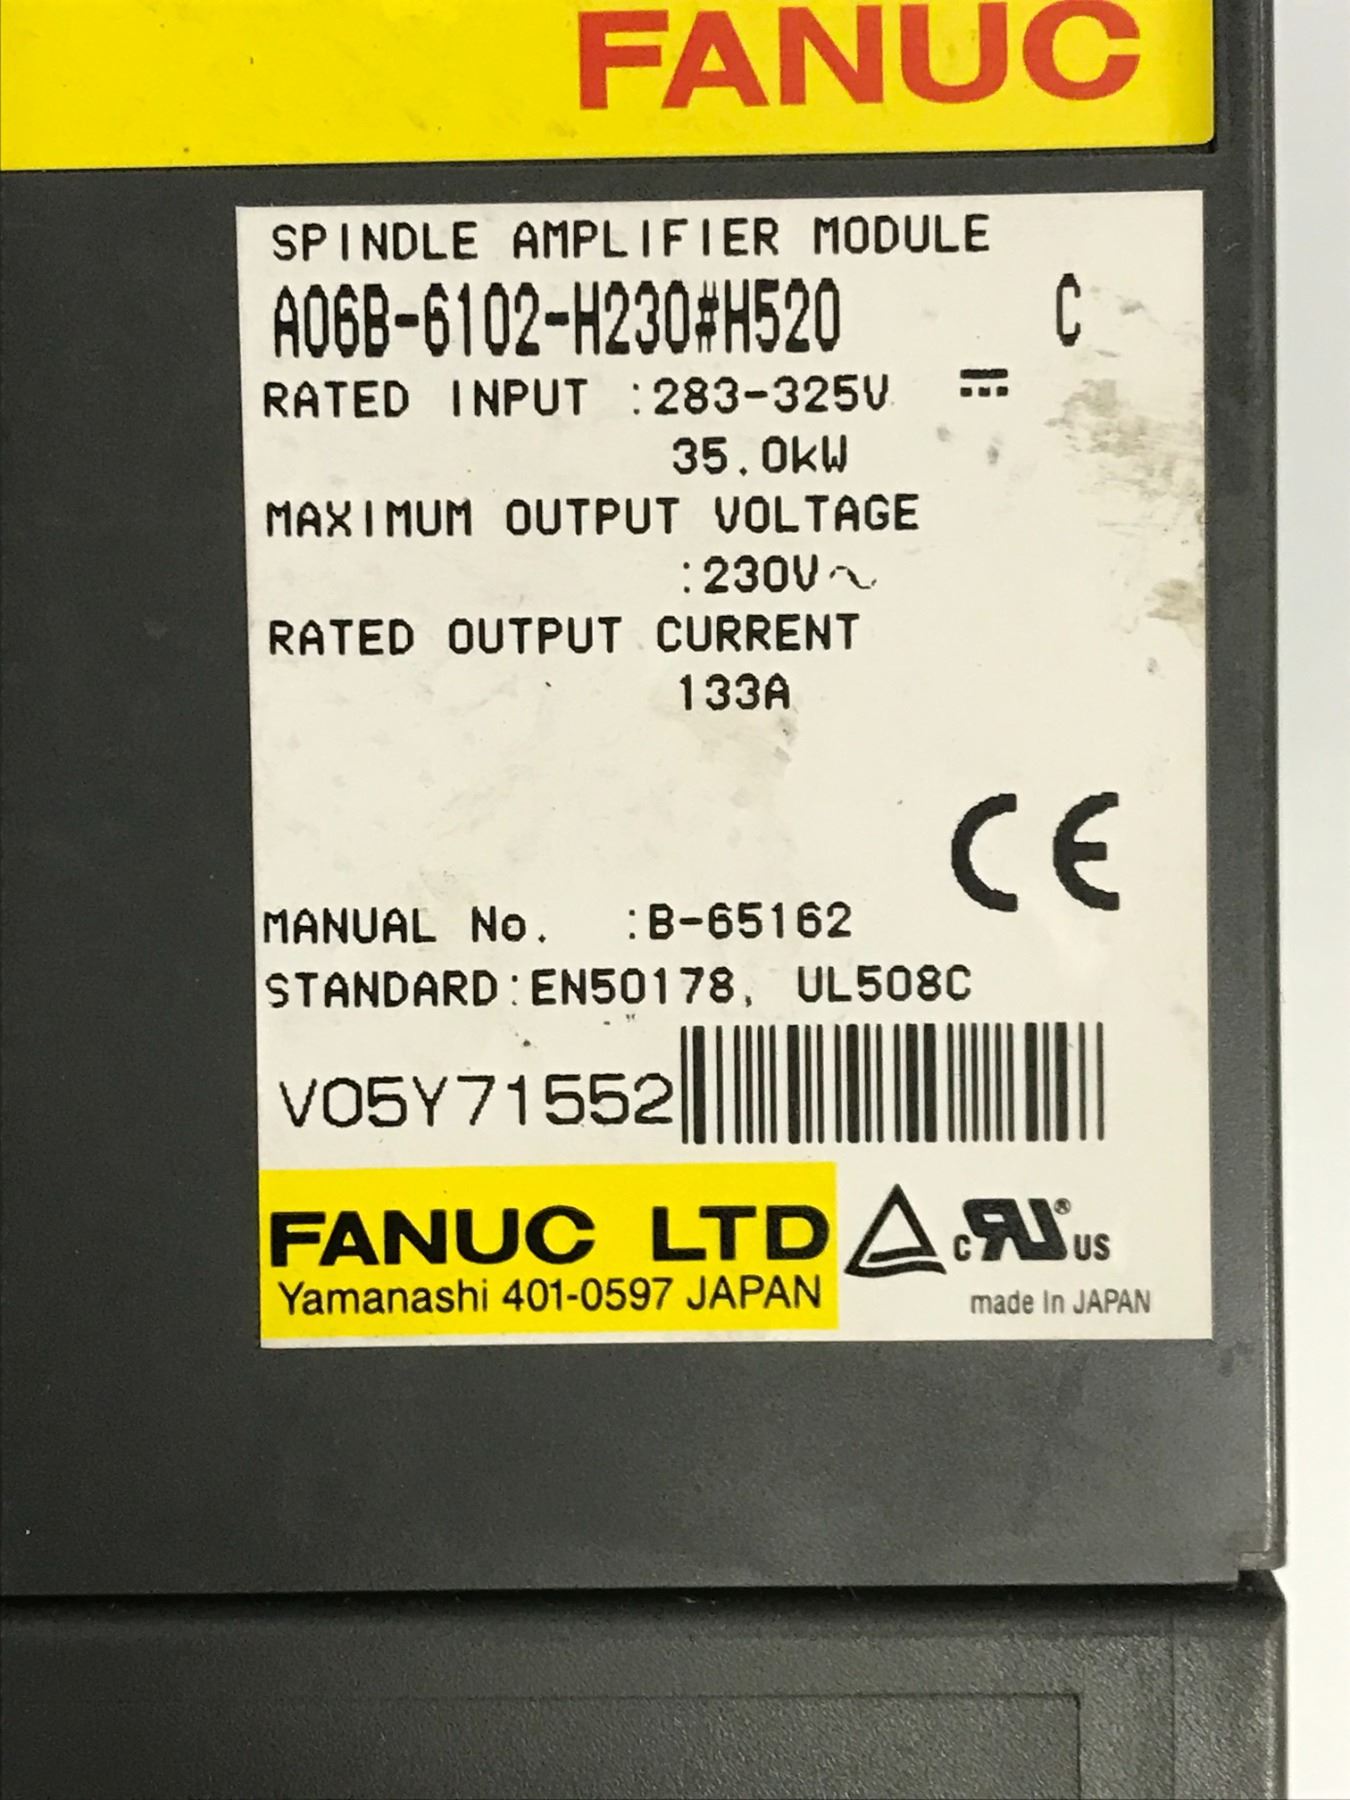 FANUC
SPINDLE AMPLIFIER MODULE
A06B-6102-H230#H520 C
RATED INPUT :283-325V ⎓
35.0kW
MAXIMUM OUTPUT VOLTAGE
:230V~
RATED OUTPUT CURRENT
133A
CE
MANUAL No. :B-65162
STANDARD:EN50178, UL508C
V05Y71552
FANUC LTD
Yamanashi 401-0597 JAPAN
c RU® US
made In JAPAN